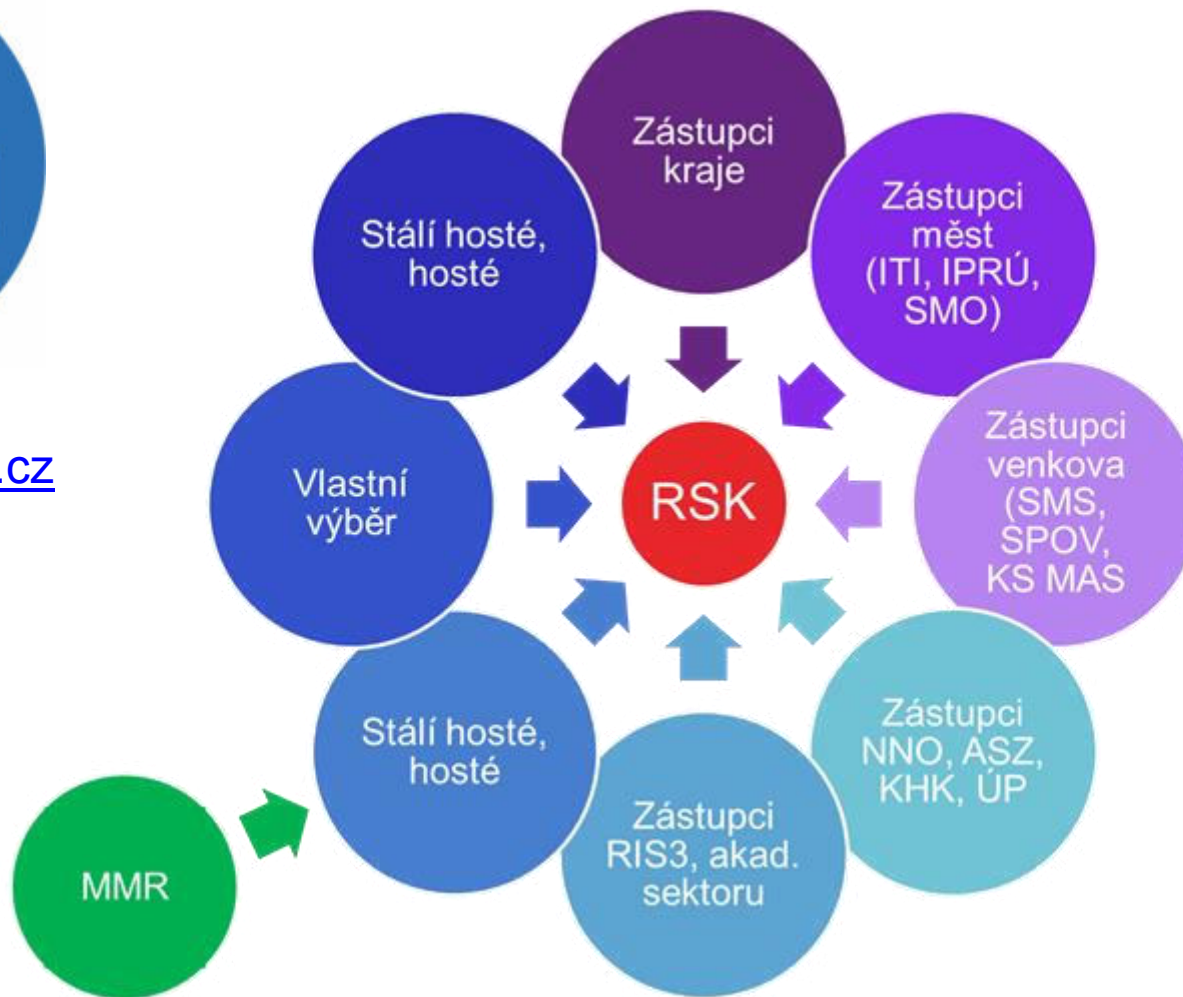 Zástupci
kraje
Zástupci
měst
(ITI, IPRÚ,
SMO)
Zástupci
venkova
(SMS,
SPOV,
KS MAS
Zástupci
NNO, ASZ,
KHK, ÚP
Zástupci
RIS3, akad.
sektoru
Stálí hosté,
hosté
Vlastní
výběr
Stálí hosté,
hosté
RSK
MMR
.cz